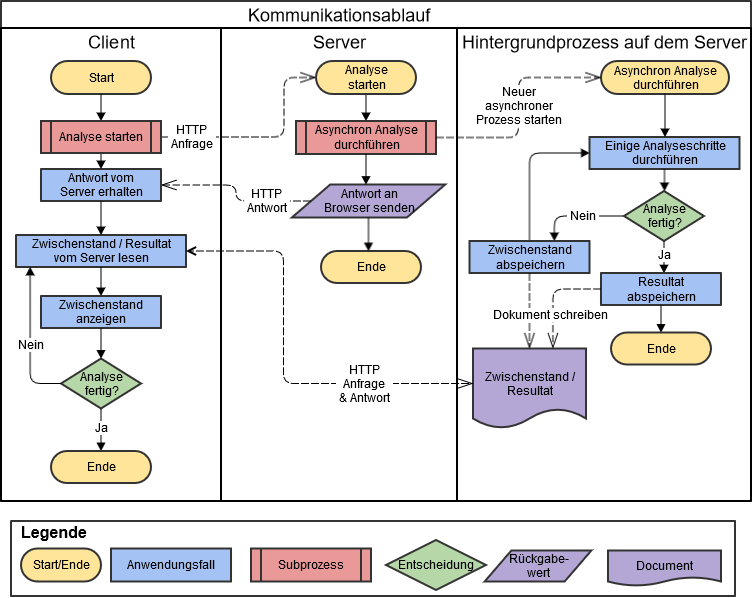 Kommunikationsablauf
Client
Start
Analyse starten
Antwort vom
Server erhalten
Zwischenstand / Resultat
vom Server lesen
Zwischenstand
anzeigen
Nein
Analyse
fertig?
Ja
Ende
HTTP
Anfrage
HTTP
Antwort
Server
Analyse
starten
Asynchron Analyse
durchführen
Antwort an
Browser senden
Ende
HTTP
Anfrage
& Antwort
Neuer
asynchroner
Prozess starten
Hintergrundprozess auf dem Server
Asynchron Analyse
durchführen
Einige Analyseschritte
durchführen
Analyse
fertig?
Nein
Ja
Zwischenstand
abspeichern
Resultat
abspeichern
Dokument schreiben
Ende
Zwischenstand /
Resultat
Legende
Start/Ende
Anwendungsfall
Subprozess
Entscheidung
Rückgabe-
wert
Document